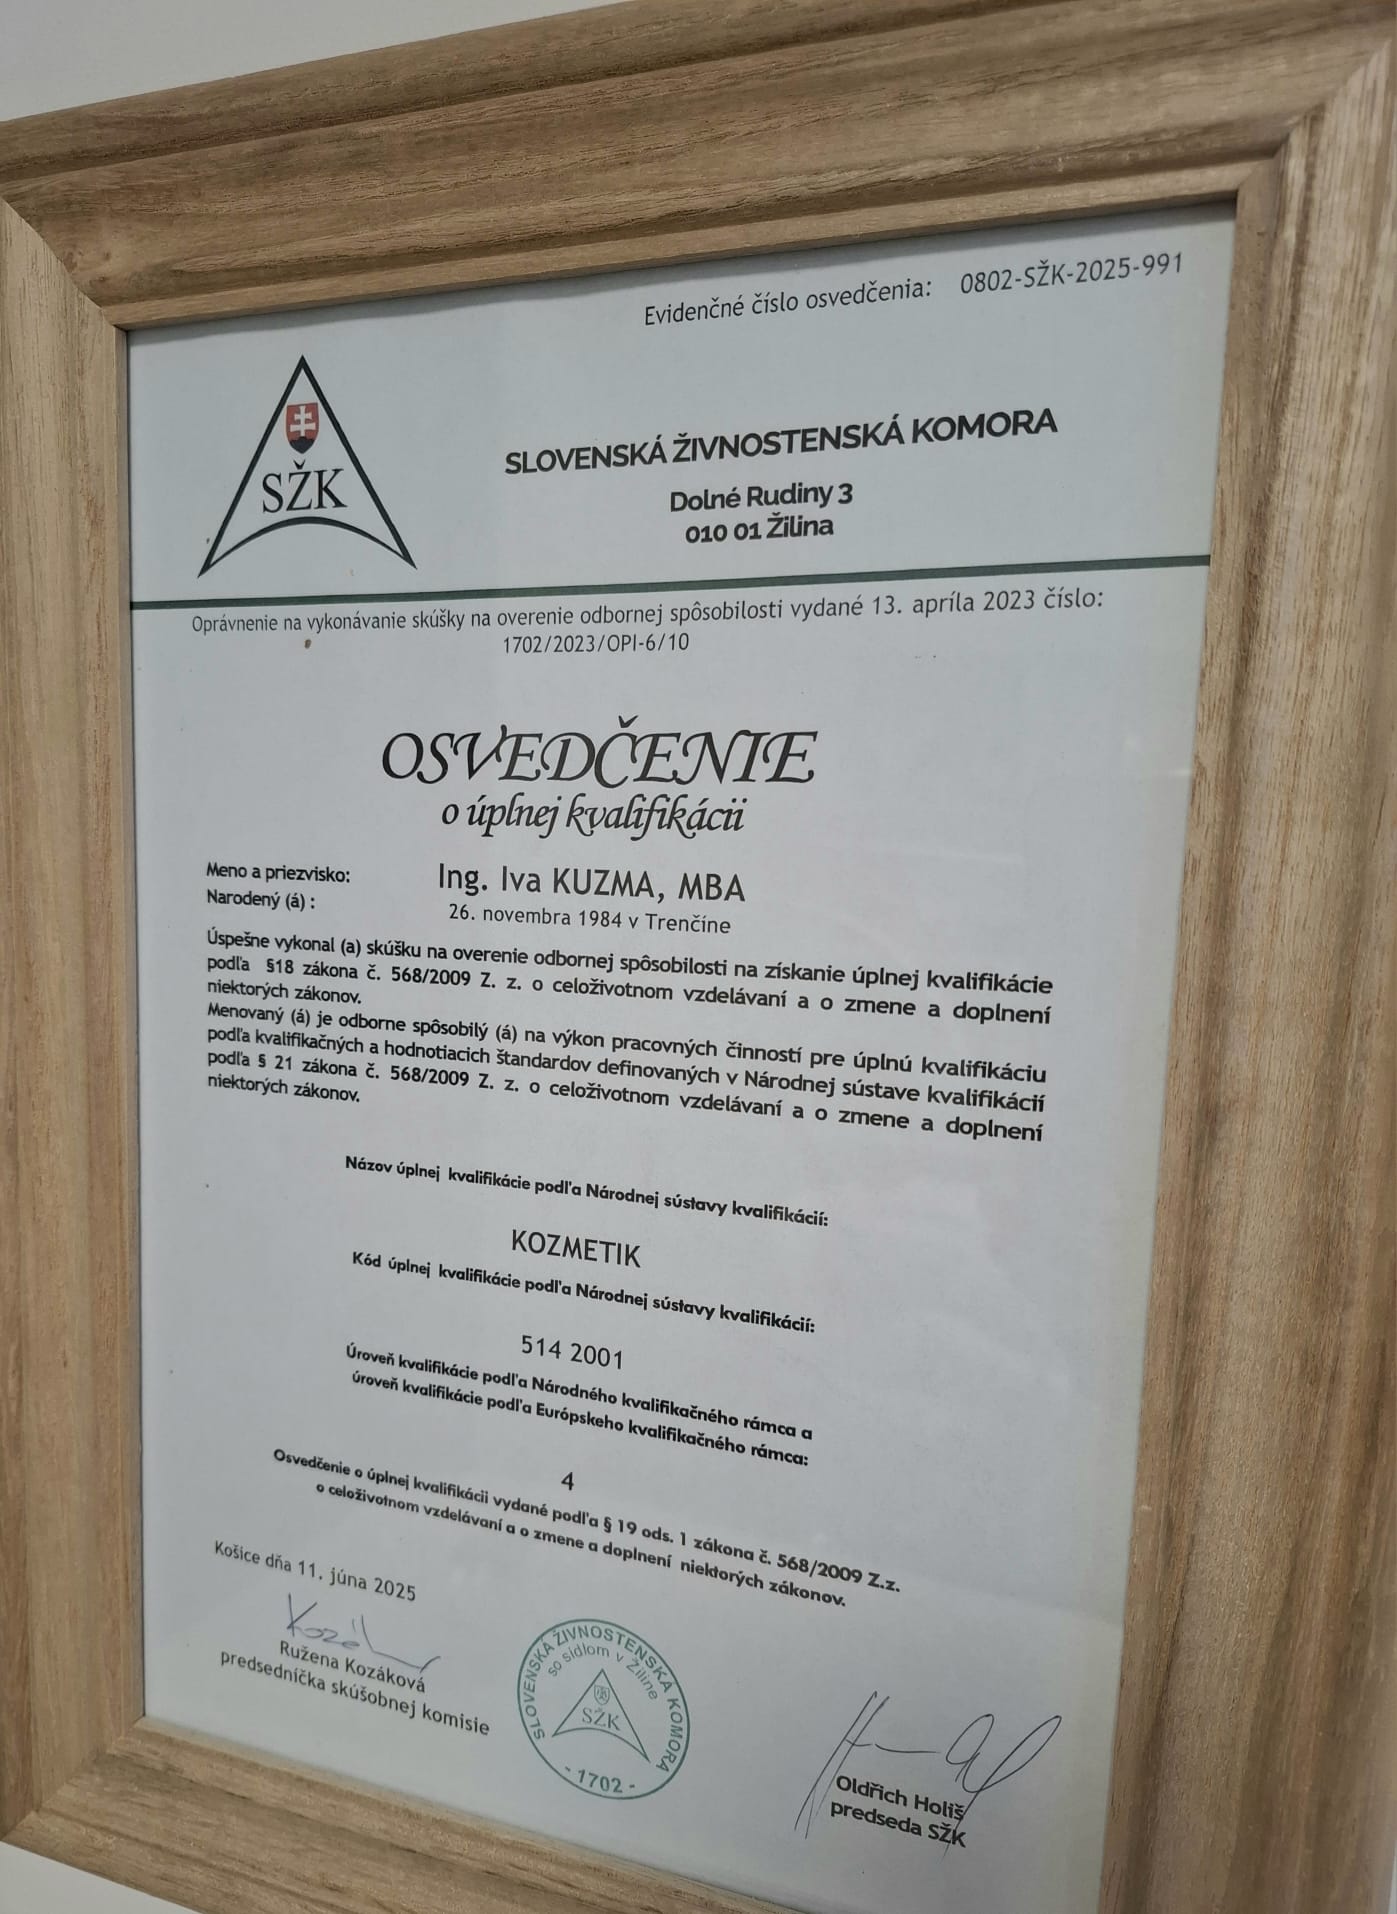 Evidenčné číslo osvedčenia: 0802-SŽK-2025-991
SŽK
SLOVENSKÁ ŽIVNOSTENSKÁ KOMORA
Dolné Rudiny 3
010 01 Žilina
Oprávnenie na vykonávanie skúšky na overenie odbornej spôsobilosti vydané 13. apríla 2023 číslo:
1702/2023/OPI-6/10
OSVEDČENIE
o úplnej kvalifikácii
Meno a priezvisko: Ing. Iva KUZMA, MBA
Narodený (á) : 26. novembra 1984 v Trenčíne
Úspešne vykonal (a) skúšku na overenie odbornej spôsobilosti na získanie úplnej kvalifikácie
podľa §18 zákona č. 568/2009 Z. z. o celoživotnom vzdelávaní a o zmene a doplnení
niektorých zákonov.
Menovaný (á) je odborne spôsobilý (á) na výkon pracovných činností pre úplnú kvalifikáciu
podľa kvalifikačných a hodnotiacich štandardov definovaných v Národnej sústave kvalifikácií
podľa § 21 zákona č. 568/2009 Z. z. o celoživotnom vzdelávaní a o zmene a doplnení
niektorých zákonov.
Názov úplnej kvalifikácie podľa Národnej sústavy kvalifikácií:
KOZMETIK
Kód úplnej kvalifikácie podľa Národnej sústavy kvalifikácií:
514 2001
Úroveň kvalifikácie podľa Národného kvalifikačného rámca a
úroveň kvalifikácie podľa Európskeho kvalifikačného rámca:
4
Osvedčenie o úplnej kvalifikácii vydané podľa § 19 ods. 1 zákona č. 568/2009 Z.z.
o celoživotnom vzdelávaní a o zmene a doplnení niektorých zákonov.
Košice dňa 11. júna 2025
Ružena Kozáková
predsedníčka skúšobnej komisie
SLOVENSKÁ ŽIVNOSTENSKÁ KOMORA
so sídlom v Žiline
SŽK
- 1702 -
Oldřich Holiš
predseda SŽK